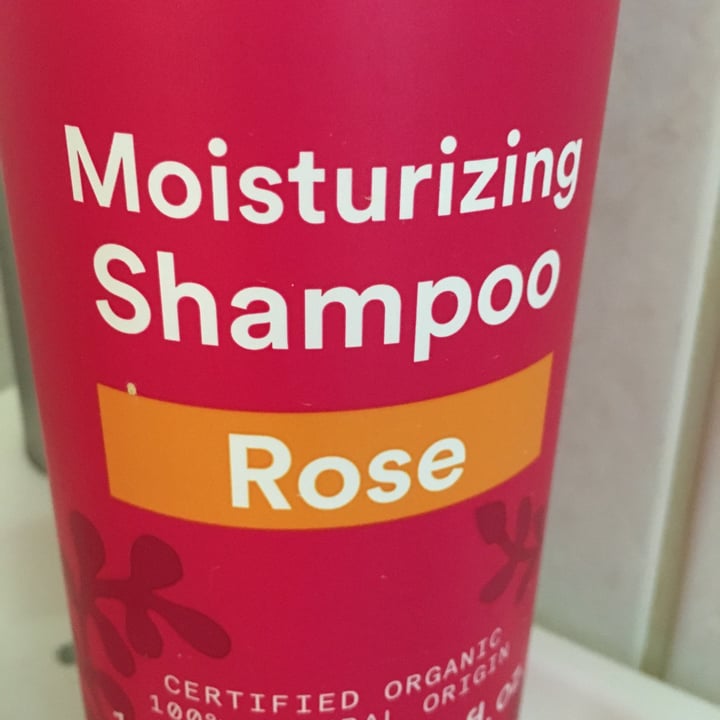 Moisturizing
Shampoo
Rose
CERTIFIED ORGANIC
ORIGIN